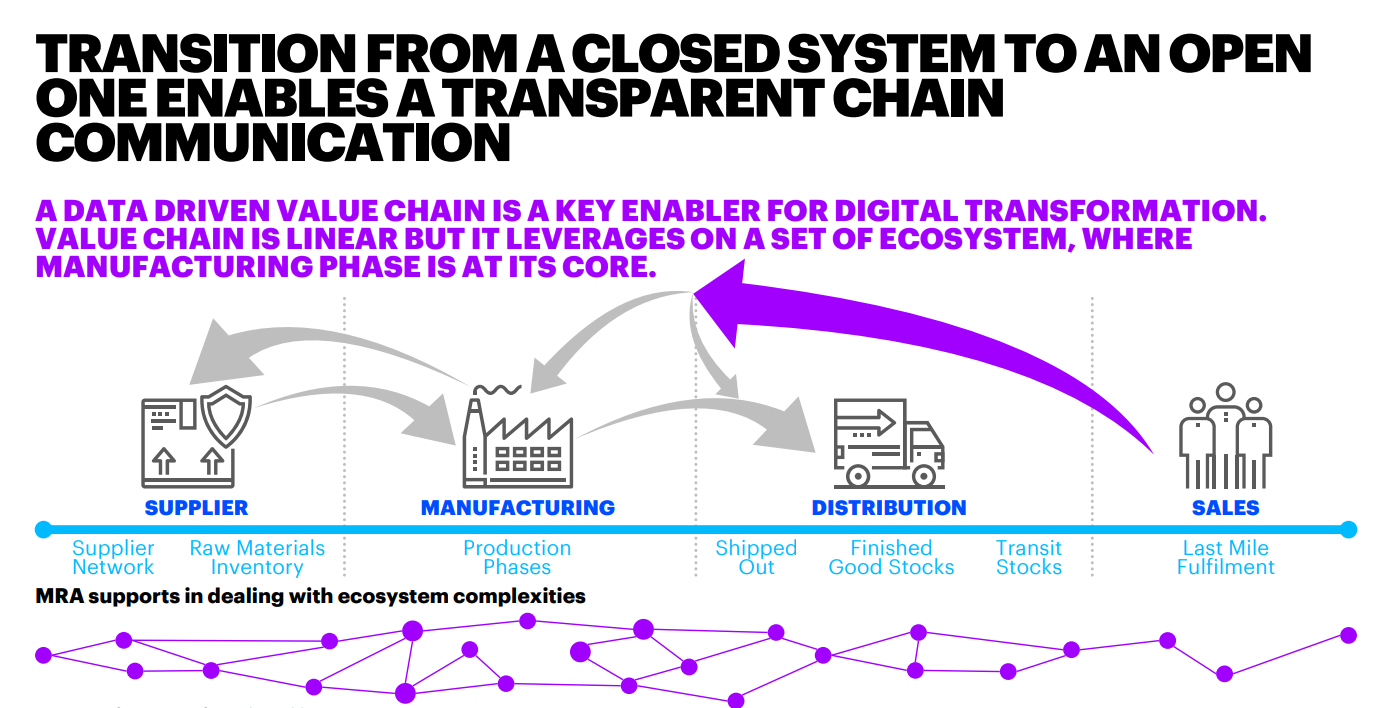 TRANSITION FROM A CLOSED SYSTEM TO AN OPEN
ONE ENABLES A TRANSPARENT CHAIN
COMMUNICATION
A DATA DRIVEN VALUE CHAIN IS A KEY ENABLER FOR DIGITAL TRANSFORMATION.
VALUE CHAIN IS LINEAR BUT IT LEVERAGES ON A SET OF ECOSYSTEM, WHERE
MANUFACTURING PHASE IS AT ITS CORE.
SUPPLIER
MANUFACTURING
DISTRIBUTION
SALES
Supplier
Network
Raw Materials
Inventory
Production
Phases
Shipped
Out
Finished
Good Stocks
Transit
Stocks
Last Mile
Fulfilment
MRA supports in dealing with ecosystem complexities